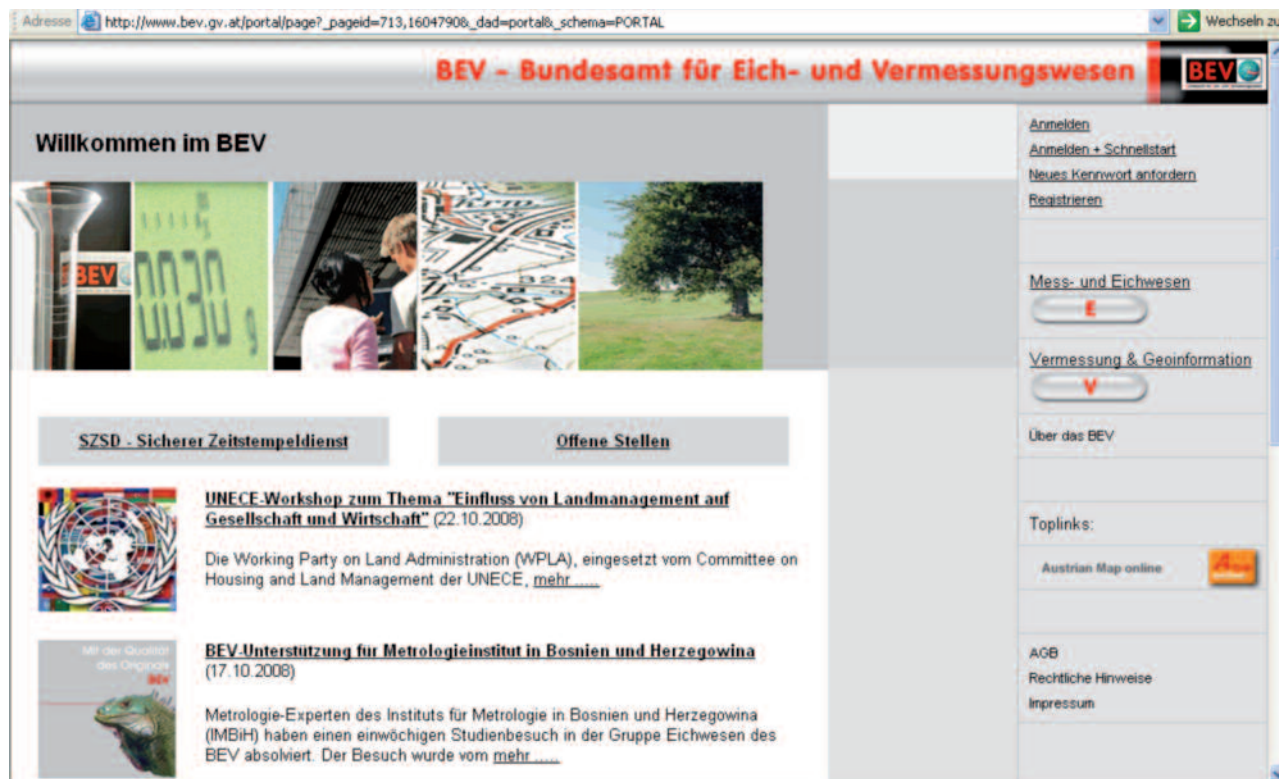 Adresse http://www.bev.gv.at/portal/page?_pageid=713,1604790&_dad=portal&_schema=PORTAL Wechseln zu
BEV - Bundesamt für Eich- und Vermessungswesen BEV
Willkommen im BEV
BEV
0.030
g
324
Anmelden
Anmelden + Schnellstart
Neues Kennwort anfordern
Registrieren
Mess- und Eichwesen
E
Vermessung & Geoinformation
V
Über das BEV
Toplinks:
Austrian Map online
AGB
Rechtliche Hinweise
Impressum
SZSD - Sicherer Zeitstempeldienst
Offene Stellen
UNECE-Workshop zum Thema "Einfluss von Landmanagement auf
Gesellschaft und Wirtschaft" (22.10.2008)
Die Working Party on Land Administration (WPLA), eingesetzt vom Committee on
Housing and Land Management der UNECE, mehr .....
Mit der Qualität
des Originals
BEV
BEV-Unterstützung für Metrologieinstitut in Bosnien und Herzegowina
(17.10.2008)
Metrologie-Experten des Instituts für Metrologie in Bosnien und Herzegowina
(IMBiH) haben einen einwöchigen Studienbesuch in der Gruppe Eichwesen des
BEV absolviert. Der Besuch wurde vom mehr .....